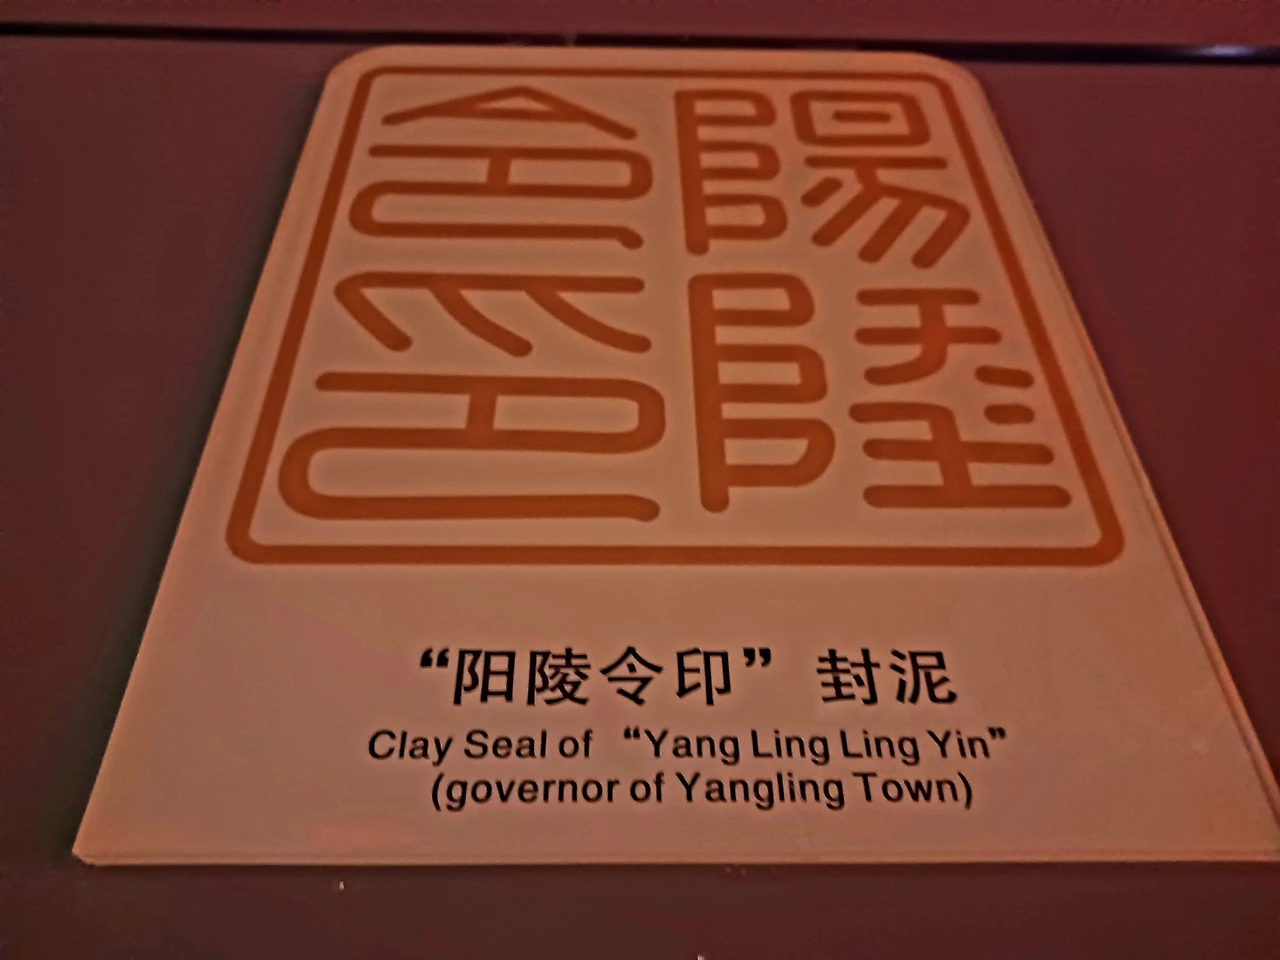 陽陵
令印
“阳陵令印” 封泥
Clay Seal of “Yang Ling Ling Yin”
(governor of Yangling Town)